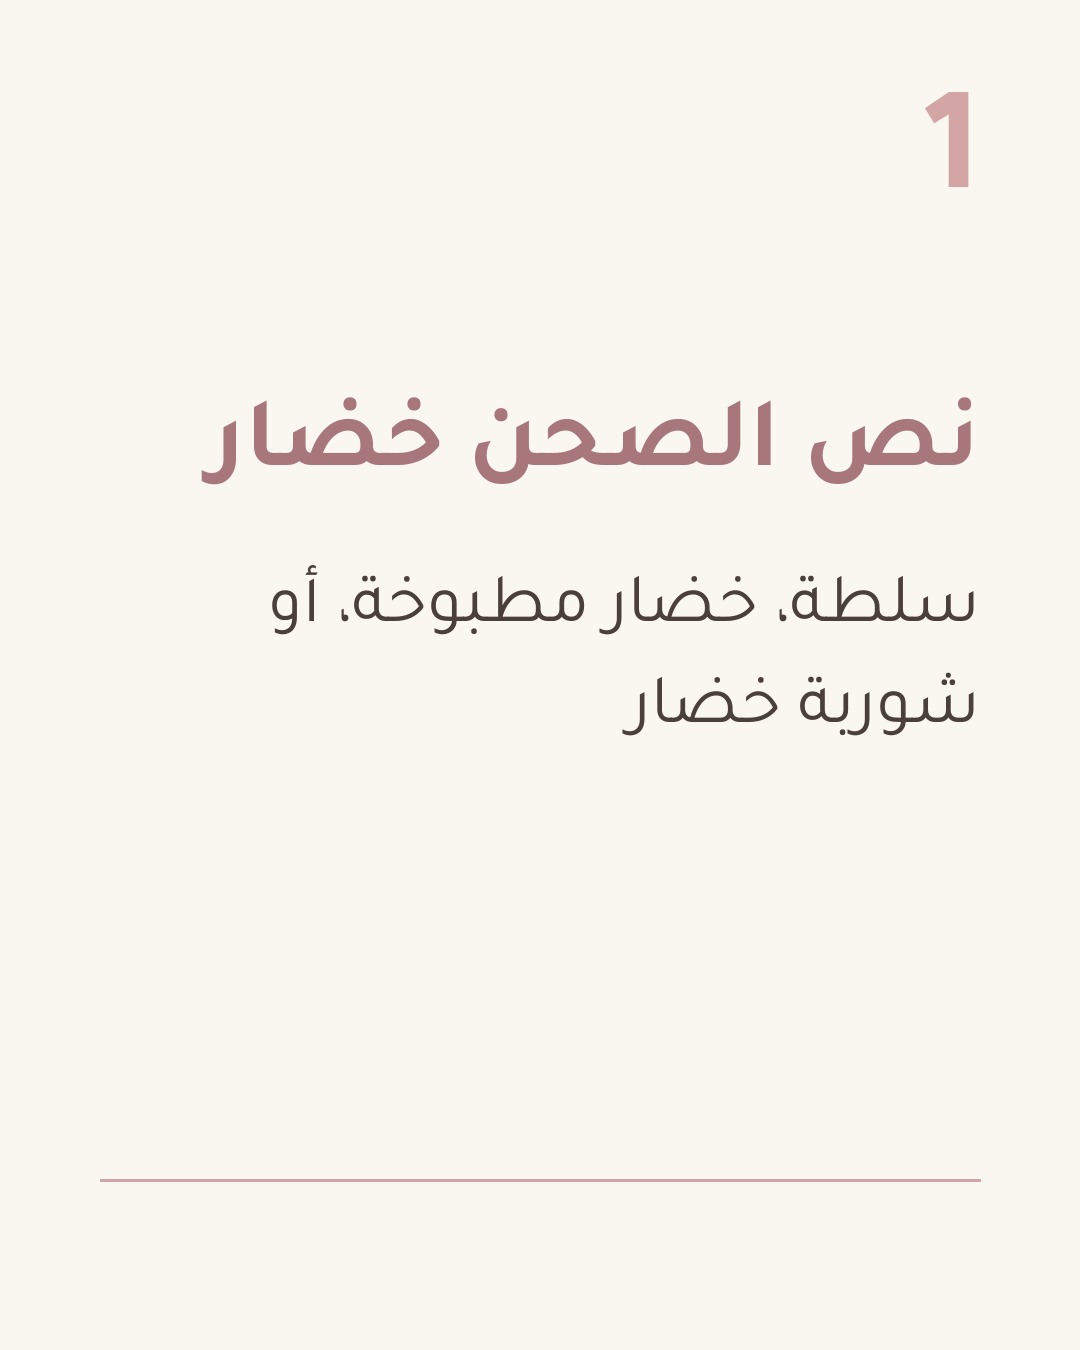 1
نص الصحن خضار
سلطة، خضار مطبوخة، أو
شوربة خضار